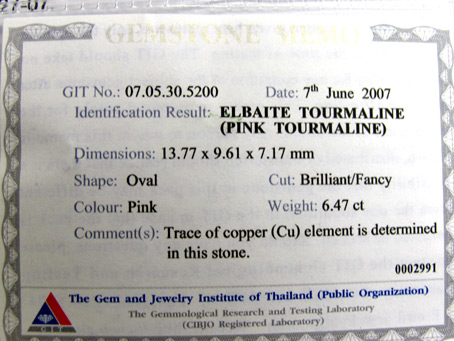 GEMSTONE MEMO
GIT No.: 07.05.30.5200 Date: 7th June 2007
Identification Result: ELBAITE TOURMALINE
(PINK TOURMALINE)
Dimensions: 13.77 x 9.61 x 7.17 mm
Shape: Oval Cut: Brilliant/Fancy
Colour: Pink Weight: 6.47 ct
Comment(s): Trace of copper (Cu) element is determined
in this stone.
0002991
The Gem and Jewelry Institute of Thailand (Public Organization)
The Gemmological Research and Testing Laboratory
(CIBJO Registered Laboratory)
GIT